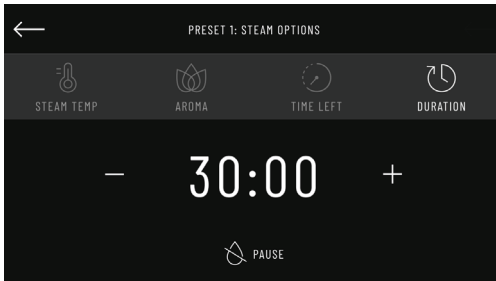 PRESET 1: STEAM OPTIONS
STEAM TEMP
AROMA
TIME LEFT
DURATION
− 30:00 +
PAUSE